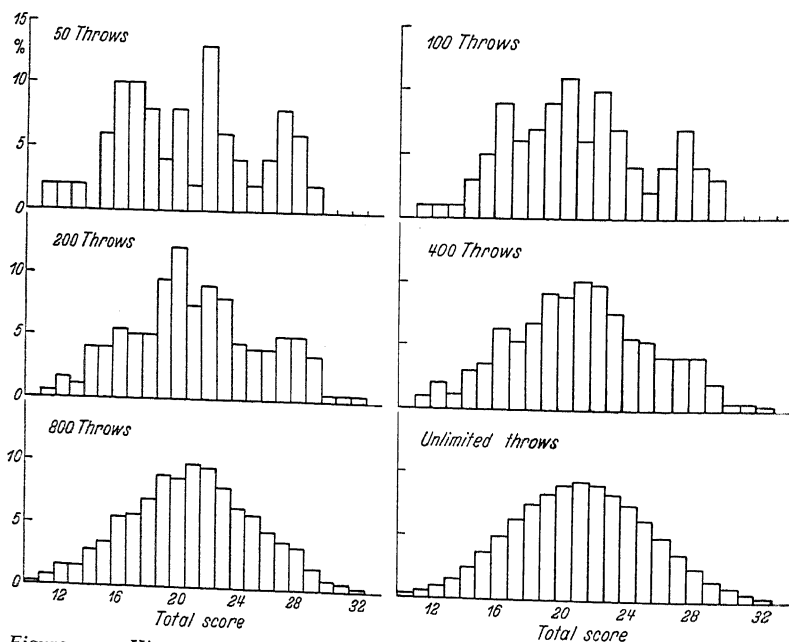 15
%
10
5
0
50 Throws
100 Throws
10
5
0
200 Throws
400 Throws
10
5
0
800 Throws
Unlimited throws
12 16 20 24 28 32
Total score
12 16 20 24 28 32
Total score
Figure